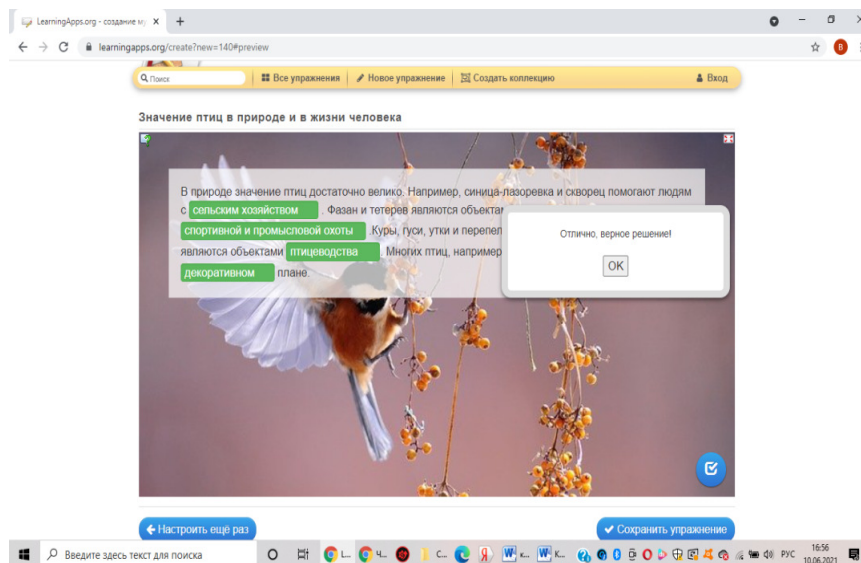 LearningApps.org - создание му
learningapps.org/create?new=140#preview
Поиск
Все упражнения
Новое упражнение
Создать коллекцию
Вход
Значение птиц в природе и в жизни человека
В природе значение птиц достаточно велико. Например, синица-лазоревка и скворец помогают людям
с сельским хозяйством . Фазан и тетерев являются объектам
спортивной и промысловой охоты .Куры, гуси, утки и перепел
являются объектами птицеводства . Многих птиц, например
декоративном плане.
Отлично, верное решение!
OK
Настроить ещё раз
Сохранить упражнение
Введите здесь текст для поиска
L...
Ч...
С...
к...
К...
РУС
16:56
10.06.2021